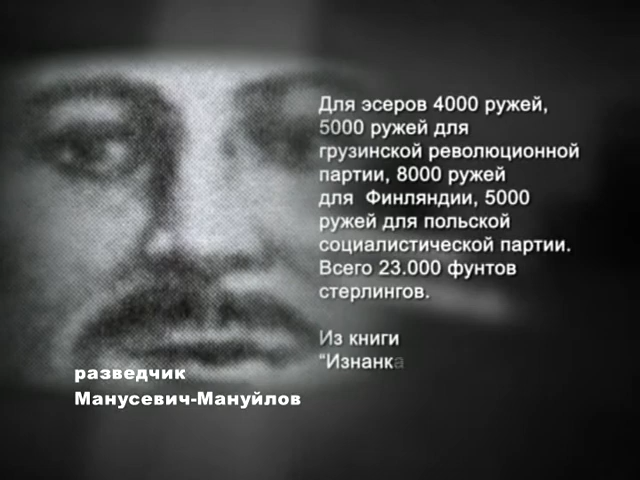 Для эсеров 4000 ружей,
5000 ружей для
грузинской революционной
партии, 8000 ружей
для Финляндии, 5000
ружей для польской
социалистической партии.
Всего 23.000 фунтов
стерлингов.
Из книги
“Изнанка
разведчик
Манусевич-Мануйлов